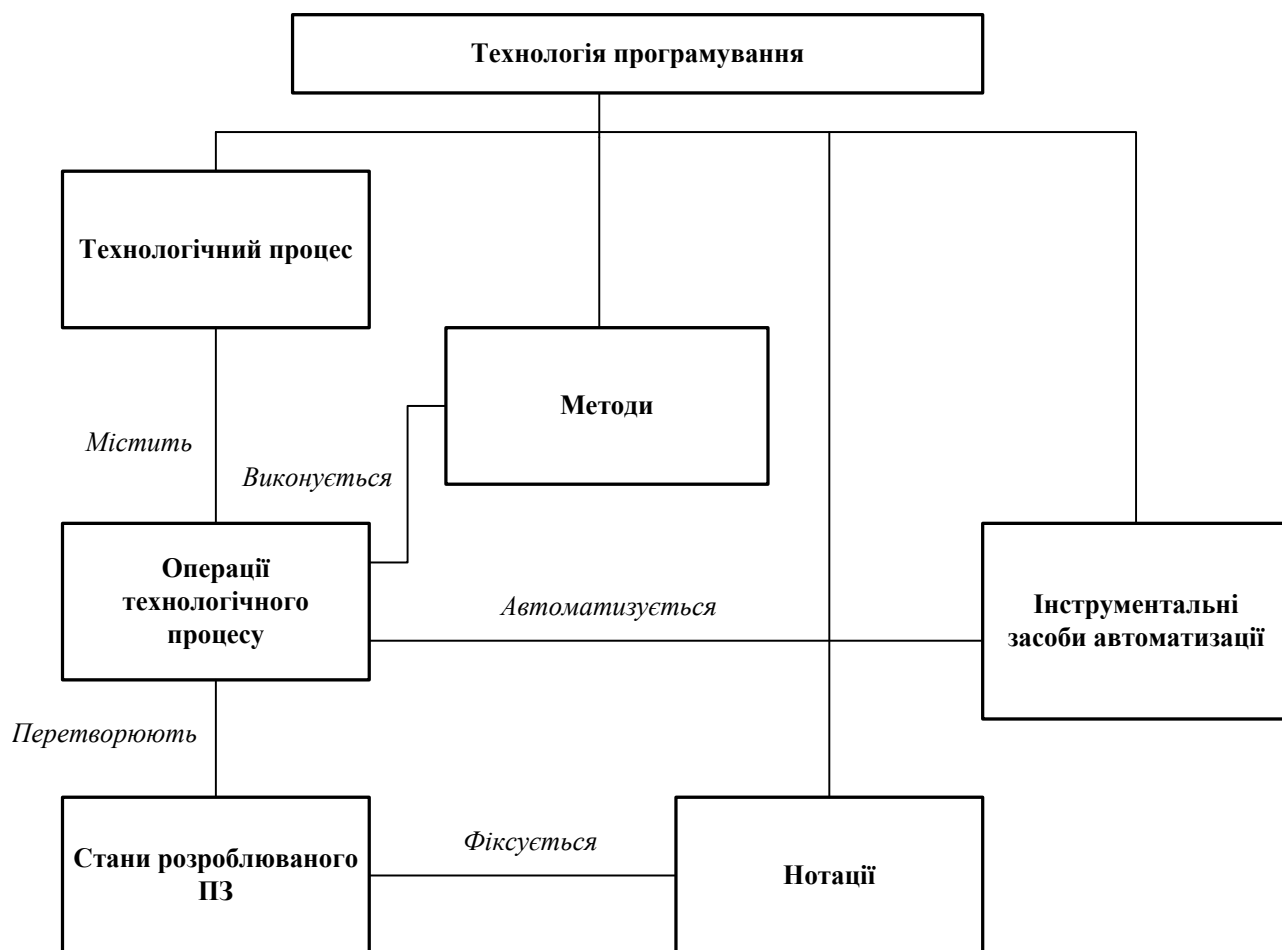 Технологія програмування
Технологічний процес
Методи
Містить
Виконується
Операції
технологічного
процесу
Автоматизується
Інструментальні
засоби автоматизації
Перетворюють
Стани розроблюваного
ПЗ
Фіксується
Нотації